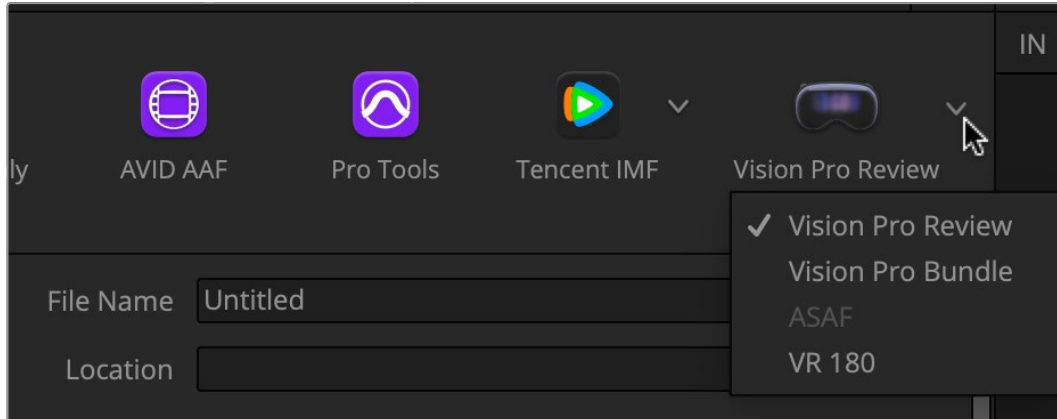 IN
ly
AVID AAF
Pro Tools
Tencent IMF
Vision Pro Review
Vision Pro Review
Vision Pro Bundle
ASAF
VR 180
File Name
Untitled
Location